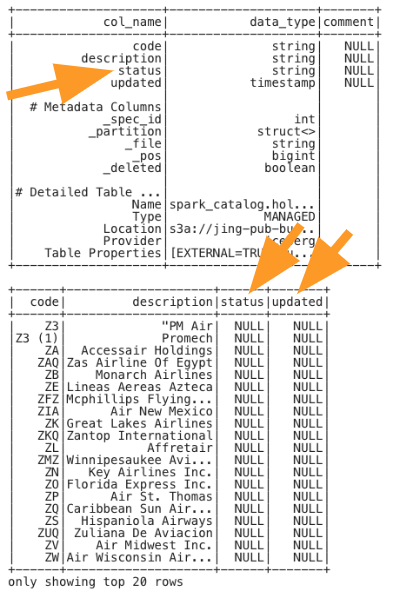 +--------------------+--------------------+-------+
| col_name| data_type|comment|
+--------------------+--------------------+-------+
| code| string| NULL|
| description| string| NULL|
| status| string| NULL|
| updated| timestamp| NULL|
| | | |
| # Metadata Columns| | |
| _spec_id| int| |
| _partition| struct<>| |
| _file| string| |
| _pos| bigint| |
| _deleted| boolean| |
| | | |
|# Detailed Table ...| | |
| Name|spark_catalog.hol...| |
| Type| MANAGED| |
| Location|s3a://jing-pub-bu...| |
| Provider| | |
| Table Properties| | |
+--------------------+--------------------+-------+
+------+--------------------+------+-------+
| code| description|status|updated|
+------+--------------------+------+-------+
| Z3| "PM Air| NULL| NULL|
|Z3 (1)| Promech| NULL| NULL|
| ZA| Accessair Holdings| NULL| NULL|
| ZAQ|Zas Airline Of Egypt| NULL| NULL|
| ZB| Monarch Airlines| NULL| NULL|
| ZE|Lineas Aereas Azteca| NULL| NULL|
| ZFZ|Mcphillips Flying...| NULL| NULL|
| ZIA| Air New Mexico| NULL| NULL|
| ZK|Great Lakes Airlines| NULL| NULL|
| ZKQ|Zantop International| NULL| NULL|
| ZL| Affretair| NULL| NULL|
| ZMZ|Winnipesaukee Avi...| NULL| NULL|
| ZN| Key Airlines Inc.| NULL| NULL|
| ZO|Florida Express Inc.| NULL| NULL|
| ZP| Air St. Thomas| NULL| NULL|
| ZQ|Caribbean Sun Air...| NULL| NULL|
| ZS| Hispaniola Airways| NULL| NULL|
| ZUQ| Zuliana De Aviacion| NULL| NULL|
| ZV| Air Midwest Inc.| NULL| NULL|
| ZW|Air Wisconsin Air...| NULL| NULL|
+------+--------------------+------+-------+
only showing top 20 rows